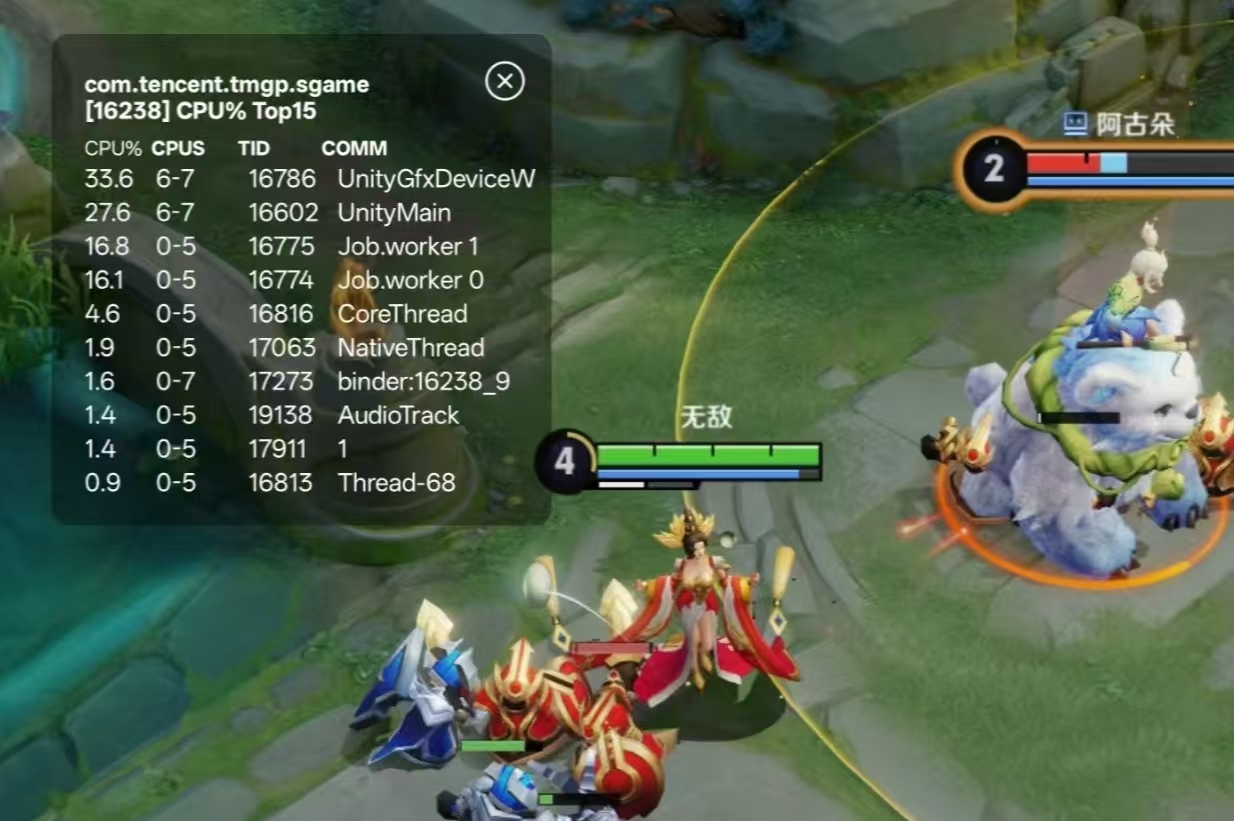 com.tencent.tmgp.sgame
[16238] CPU% Top15
CPU% CPUS TID COMM
33.6 6-7 16786 UnityGfxDeviceW
27.6 6-7 16602 UnityMain
16.8 0-5 16775 Job.worker 1
16.1 0-5 16774 Job.worker 0
4.6 0-5 16816 CoreThread
1.9 0-5 17063 NativeThread
1.6 0-7 17273 binder:16238_9
1.4 0-5 19138 AudioTrack
1.4 0-5 17911 1
0.9 0-5 16813 Thread-68
阿古朵
2
无敌
4